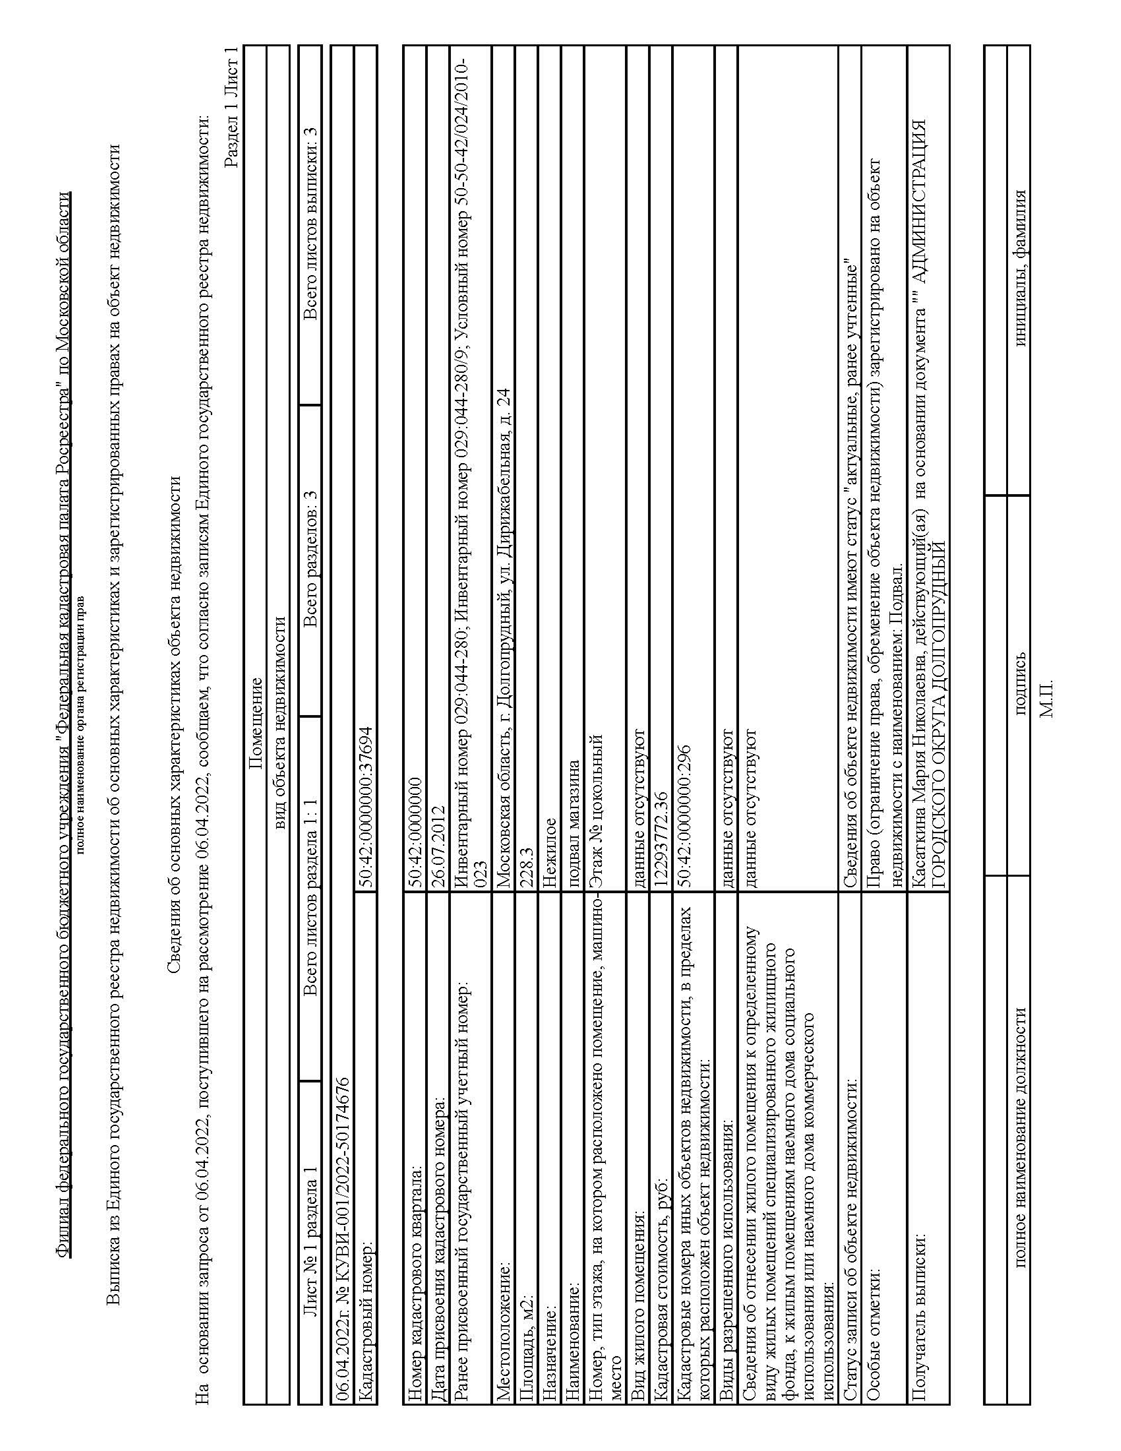 Филиал федерального государственного бюджетного учреждения "Федеральная кадастровая палата Росреестра" по Московской области
полное наименование органа регистрации прав
Выписка из Единого государственного реестра недвижимости об основных характеристиках и зарегистрированных правах на объект недвижимости
Сведения об основных характеристиках объекта недвижимости
На основании запроса от 06.04.2022, поступившего на рассмотрение 06.04.2022, сообщаем, что согласно записям Единого государственного реестра недвижимости:
Раздел 1 Лист 1
Помещение
вид объекта недвижимости
Лист № 1 раздела 1 Всего листов раздела 1: 1 Всего разделов: 3 Всего листов выписки: 3
06.04.2022г. № КУВИ-001/2022-50174676
Кадастровый номер: 50:42:0000000:37694
Номер кадастрового квартала: 50:42:0000000
Дата присвоения кадастрового номера: 26.07.2012
Ранее присвоенный государственный учетный номер: Инвентарный номер 029:044-280; Инвентарный номер 029:044-280/9; Условный номер 50-50-42/024/2010-
023
Местоположение: Московская область, г. Долгопрудный, ул. Дирижабельная, д. 24
Площадь, м2: 228.3
Назначение: Нежилое
Наименование: подвал магазина
Номер, тип этажа, на котором расположено помещение, машино- Этаж № цокольный
место
Вид жилого помещения: данные отсутствуют
Кадастровая стоимость, руб: 12293772.36
Кадастровые номера иных объектов недвижимости, в пределах 50:42:0000000:296
которых расположен объект недвижимости:
Виды разрешенного использования: данные отсутствуют
Сведения об отнесении жилого помещения к определенному данные отсутствуют
виду жилых помещений специализированного жилищного
фонда, к жилым помещениям наемного дома социального
использования или наемного дома коммерческого
использования:
Статус записи об объекте недвижимости: Сведения об объекте недвижимости имеют статус "актуальные, ранее учтенные"
Особые отметки: Право (ограничение права, обременение объекта недвижимости) зарегистрировано на объект
недвижимости с наименованием: Подвал.
Получатель выписки: Касаткина Мария Николаевна, действующий(ая) на основании документа "" АДМИНИСТРАЦИЯ
ГОРОДСКОГО ОКРУГА ДОЛГОПРУДНЫЙ
полное наименование должности подпись инициалы, фамилия
М.П.